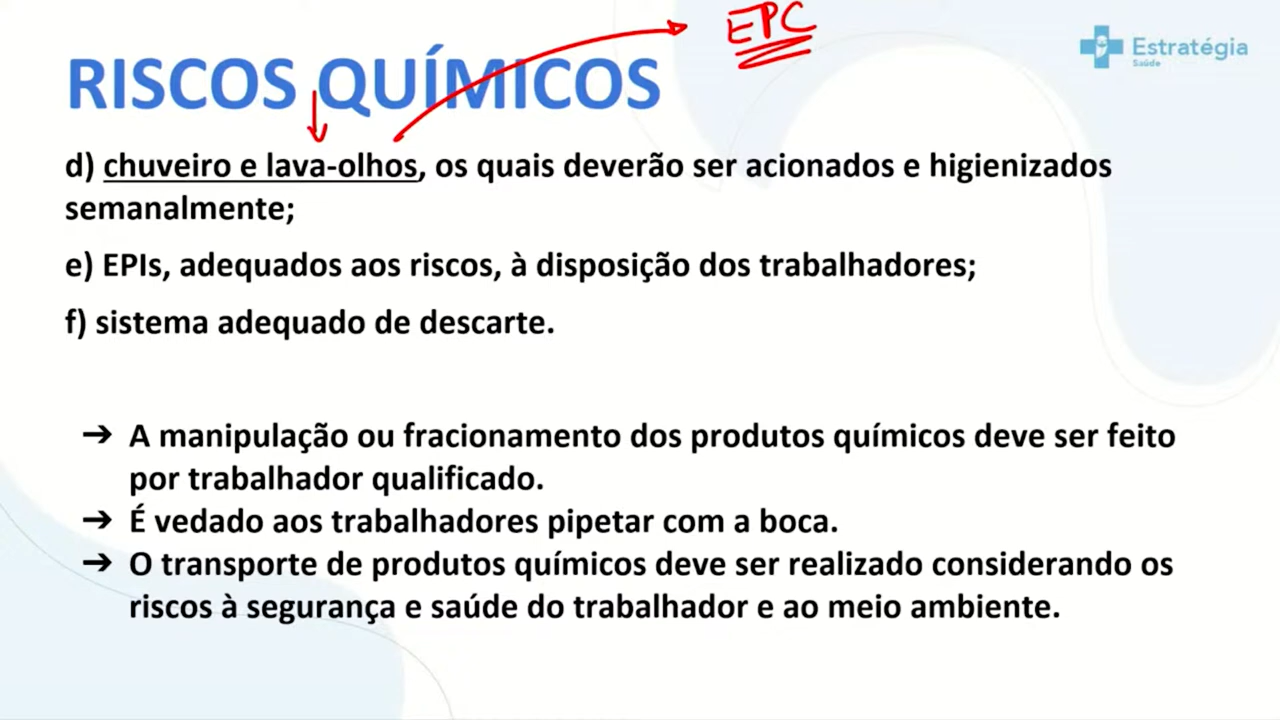 EPC
Estratégia
Saúde
RISCOS QUÍMICOS
d) chuveiro e lava-olhos, os quais deverão ser acionados e higienizados
semanalmente;
e) EPIs, adequados aos riscos, à disposição dos trabalhadores;
f) sistema adequado de descarte.
➔ A manipulação ou fracionamento dos produtos químicos deve ser feito
por trabalhador qualificado.
➔ É vedado aos trabalhadores pipetar com a boca.
➔ O transporte de produtos químicos deve ser realizado considerando os
riscos à segurança e saúde do trabalhador e ao meio ambiente.